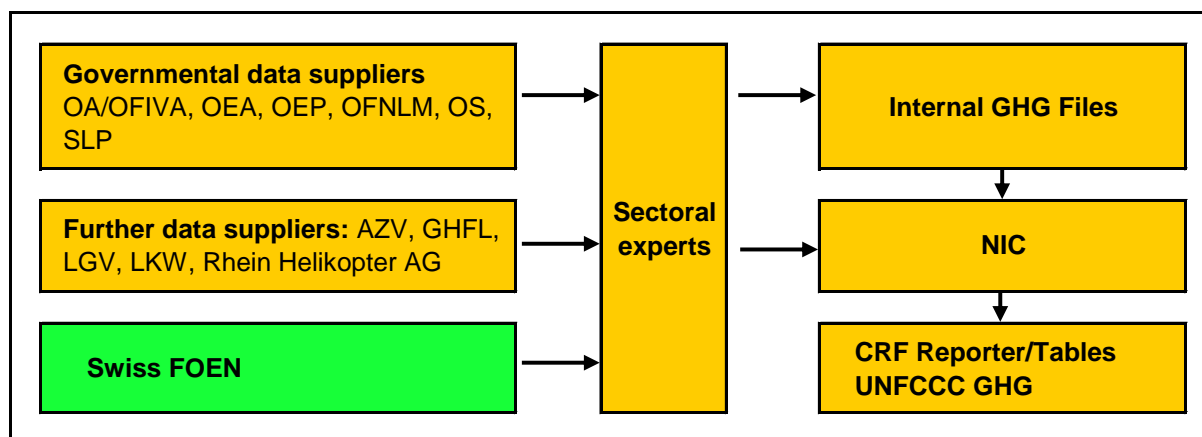 Governmental data suppliers
OA/OFIVA, OEA, OEP, OFNLM, OS,
SLP
Further data suppliers: AZV, GHFL,
LGV, LKW, Rhein Helikopter AG
Swiss FOEN
Sectoral
experts
Internal GHG Files
NIC
CRF Reporter/Tables
UNFCCC GHG